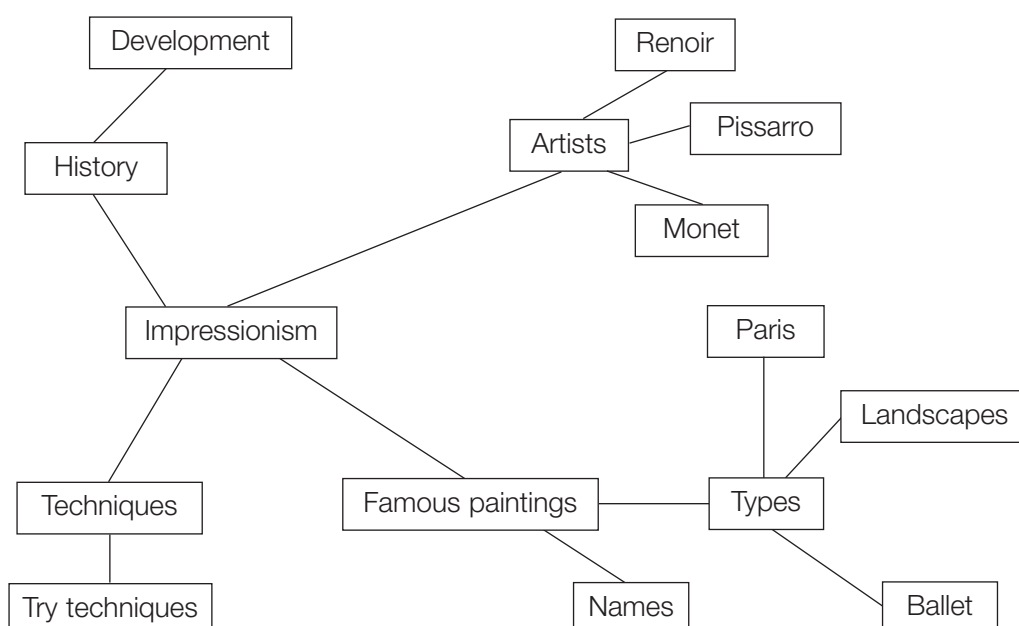 Development
Renoir
Artists
Pissarro
History
Monet
Impressionism
Paris
Landscapes
Techniques
Famous paintings
Types
Try techniques
Names
Ballet